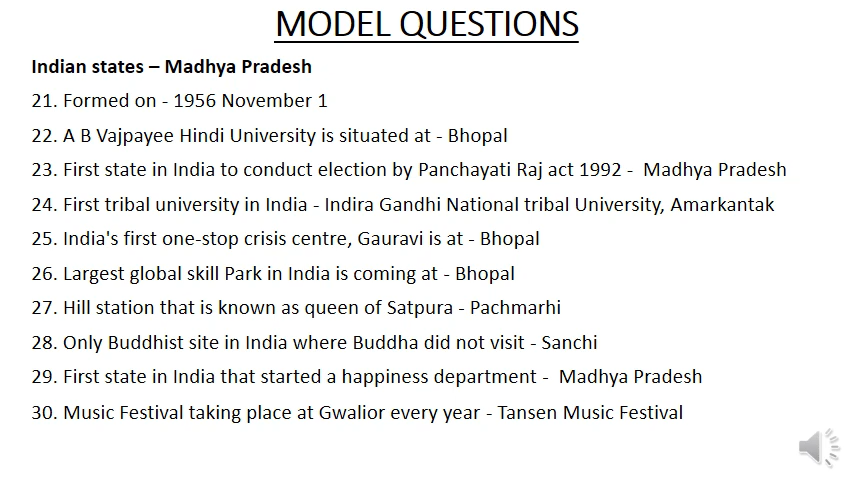 MODEL QUESTIONS
Indian states – Madhya Pradesh
21. Formed on - 1956 November 1
22. A B Vajpayee Hindi University is situated at - Bhopal
23. First state in India to conduct election by Panchayati Raj act 1992 -  Madhya Pradesh
24. First tribal university in India - Indira Gandhi National tribal University, Amarkantak
25. India's first one-stop crisis centre, Gauravi is at - Bhopal
26. Largest global skill Park in India is coming at - Bhopal
27. Hill station that is known as queen of Satpura - Pachmarhi
28. Only Buddhist site in India where Buddha did not visit - Sanchi
29. First state in India that started a happiness department -  Madhya Pradesh
30. Music Festival taking place at Gwalior every year - Tansen Music Festival